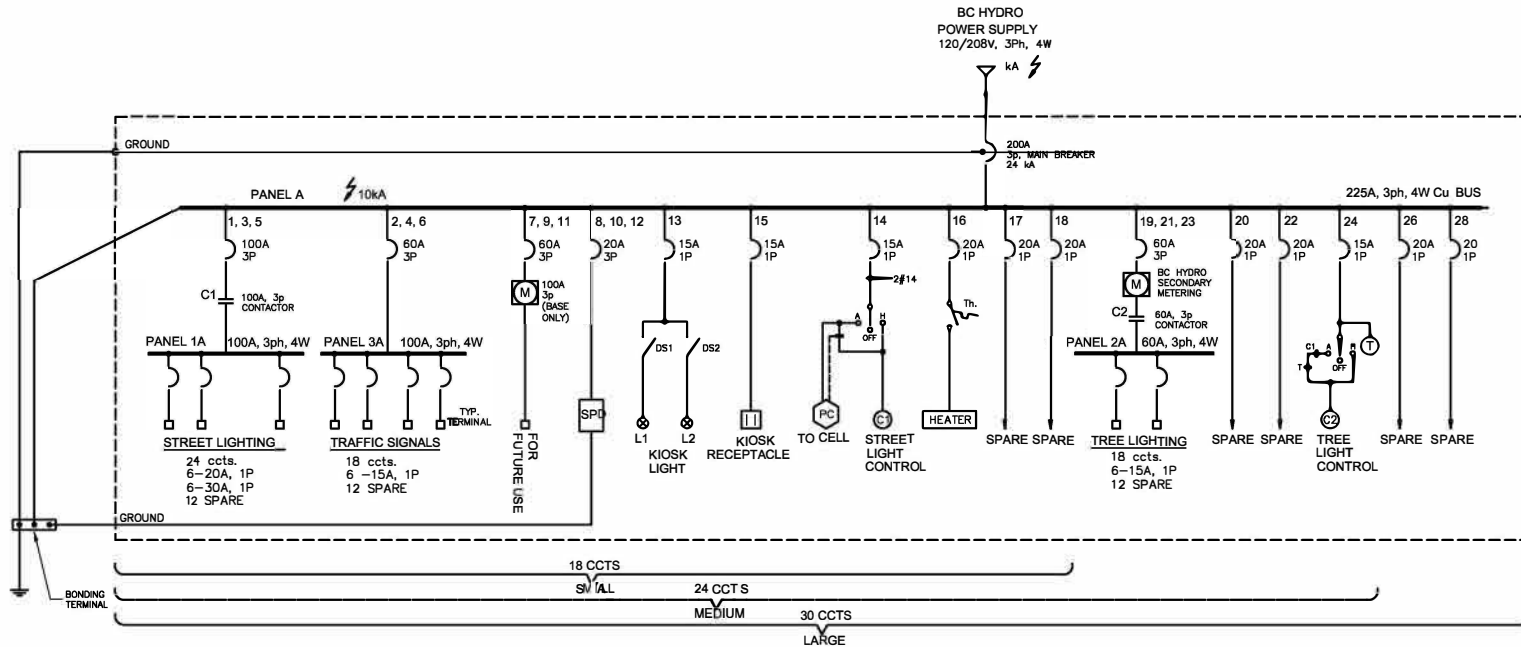 BC HYDRO
POWER SUPPLY
120/208V, 3Ph, 4W
kA
GROUND
200A
3p, MAIN BREAKER
24 kA
PANEL A
10kA
225A, 3ph, 4W Cu BUS
1, 3, 5
100A
3P
2, 4, 6
60A
3P
7, 9, 11
60A
3P
8, 10, 12
20A
3P
13
15A
1P
15
15A
1P
14
15A
1P
16
20A
1P
17
20A
1P
18
20A
1P
19, 21, 23
60A
3P
20
20A
1P
22
20A
1P
24
15A
1P
26
20A
1P
28
20
1P
C1
100A, 3p
CONTACTOR
M
100A
3p
(BASE
ONLY)
2#14
A
H
OFF
Th.
M
BC HYDRO
SECONDARY
METERING
C2
60A, 3p
CONTACTOR
PANEL 1A
100A, 3ph, 4W
PANEL 3A
100A, 3ph, 4W
DS1
DS2
PANEL 2A
60A, 3ph, 4W
C1
A
H
T
OFF
T
TYP.
TERMINAL
SPD
PC
C1
HEATER
C2
STREET LIGHTING
24 ccts.
6-20A, 1P
6-30A, 1P
12 SPARE
TRAFFIC SIGNALS
18 ccts.
6 -15A, 1P
12 SPARE
FOR
FUTURE USE
L1
L2
KIOSK
LIGHT
KIOSK
RECEPTACLE
TO CELL
STREET
LIGHT
CONTROL
SPARE
SPARE
TREE LIGHTING
18 ccts.
6-15A, 1P
12 SPARE
SPARE
SPARE
TREE
LIGHT
CONTROL
SPARE
SPARE
GROUND
BONDING
TERMINAL
18 CCTS
SMALL
24 CCTS
MEDIUM
30 CCTS
LARGE